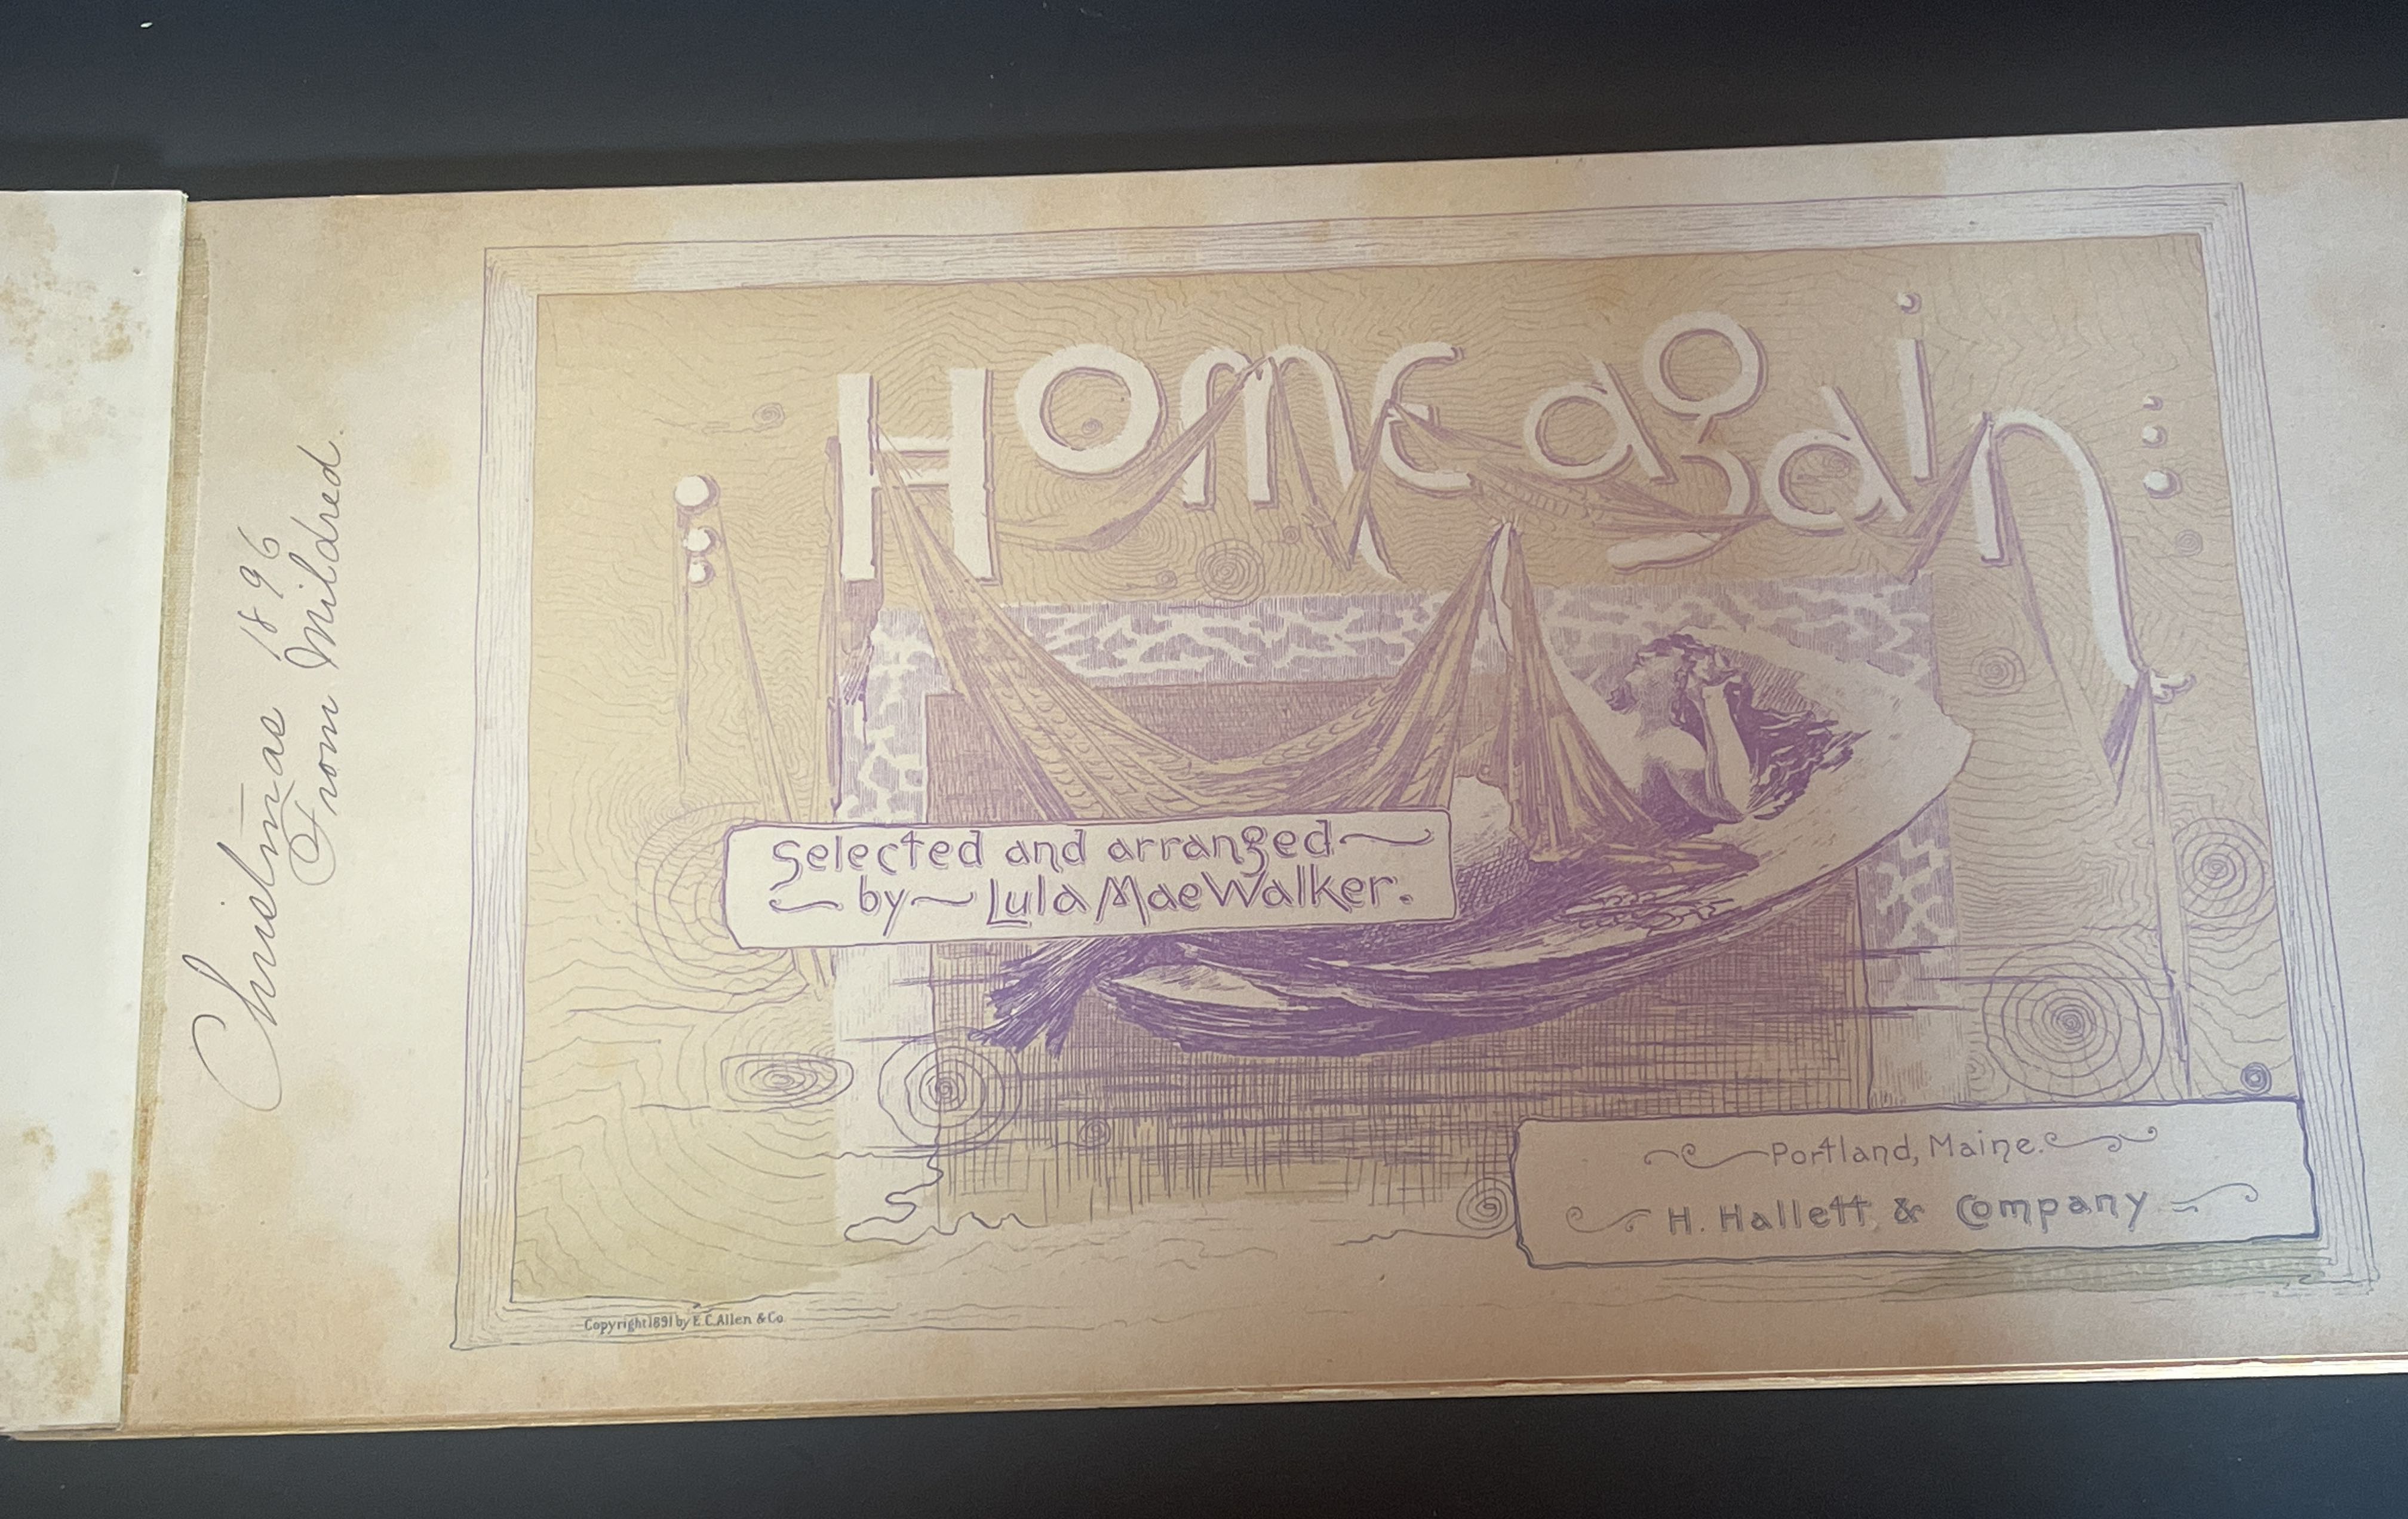 Christmas 1896
From Mildred.
Home again
Selected and arranged
by Lula Mae Walker.
Portland, Maine.
H. Hallett & Company
Copyright 1891 by E. C. Allen & Co